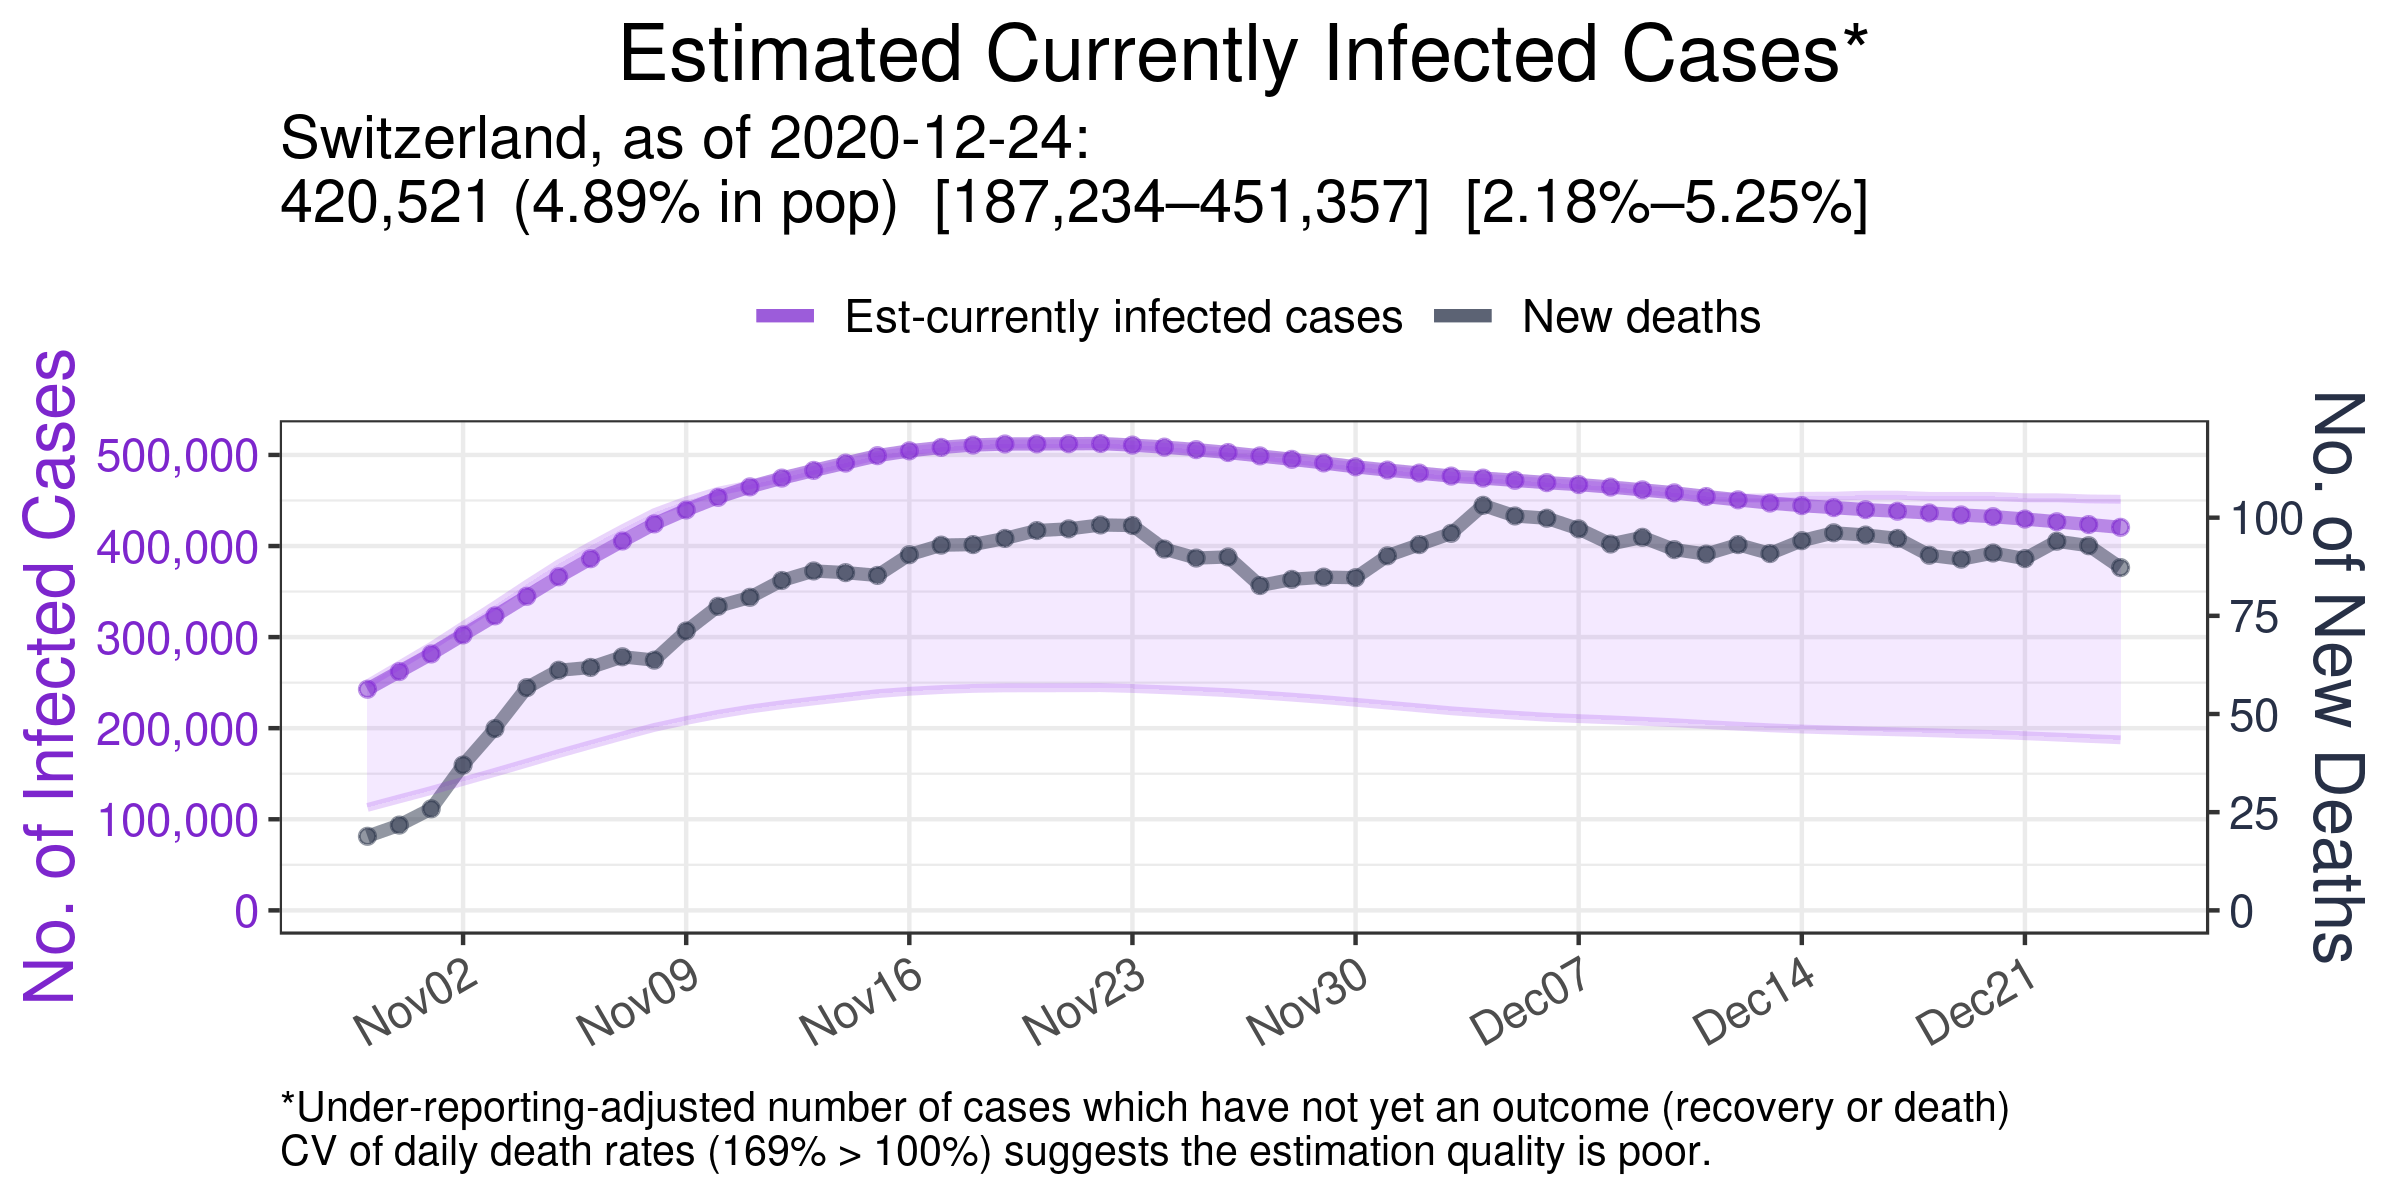 Estimated Currently Infected Cases*
Switzerland, as of 2020-12-24:
420,521 (4.89% in pop) [187,234–451,357] [2.18%–5.25%]
Est-currently infected cases
New deaths
No. of Infected Cases
500,000
400,000
300,000
200,000
100,000
0
No. of New Deaths
100
75
50
25
0
Nov02
Nov09
Nov16
Nov23
Nov30
Dec07
Dec14
Dec21
*Under-reporting-adjusted number of cases which have not yet an outcome (recovery or death)
CV of daily death rates (169% > 100%) suggests the estimation quality is poor.